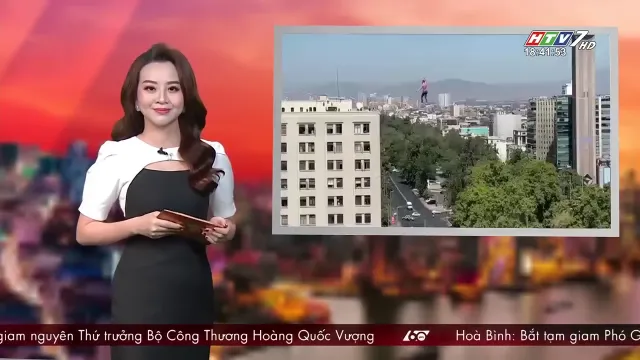 HTV7 HD
18:41:53
giam nguyên Thứ trưởng Bộ Công Thương Hoàng Quốc Vượng 60 Hoà Bình: Bắt tạm giam Phó G